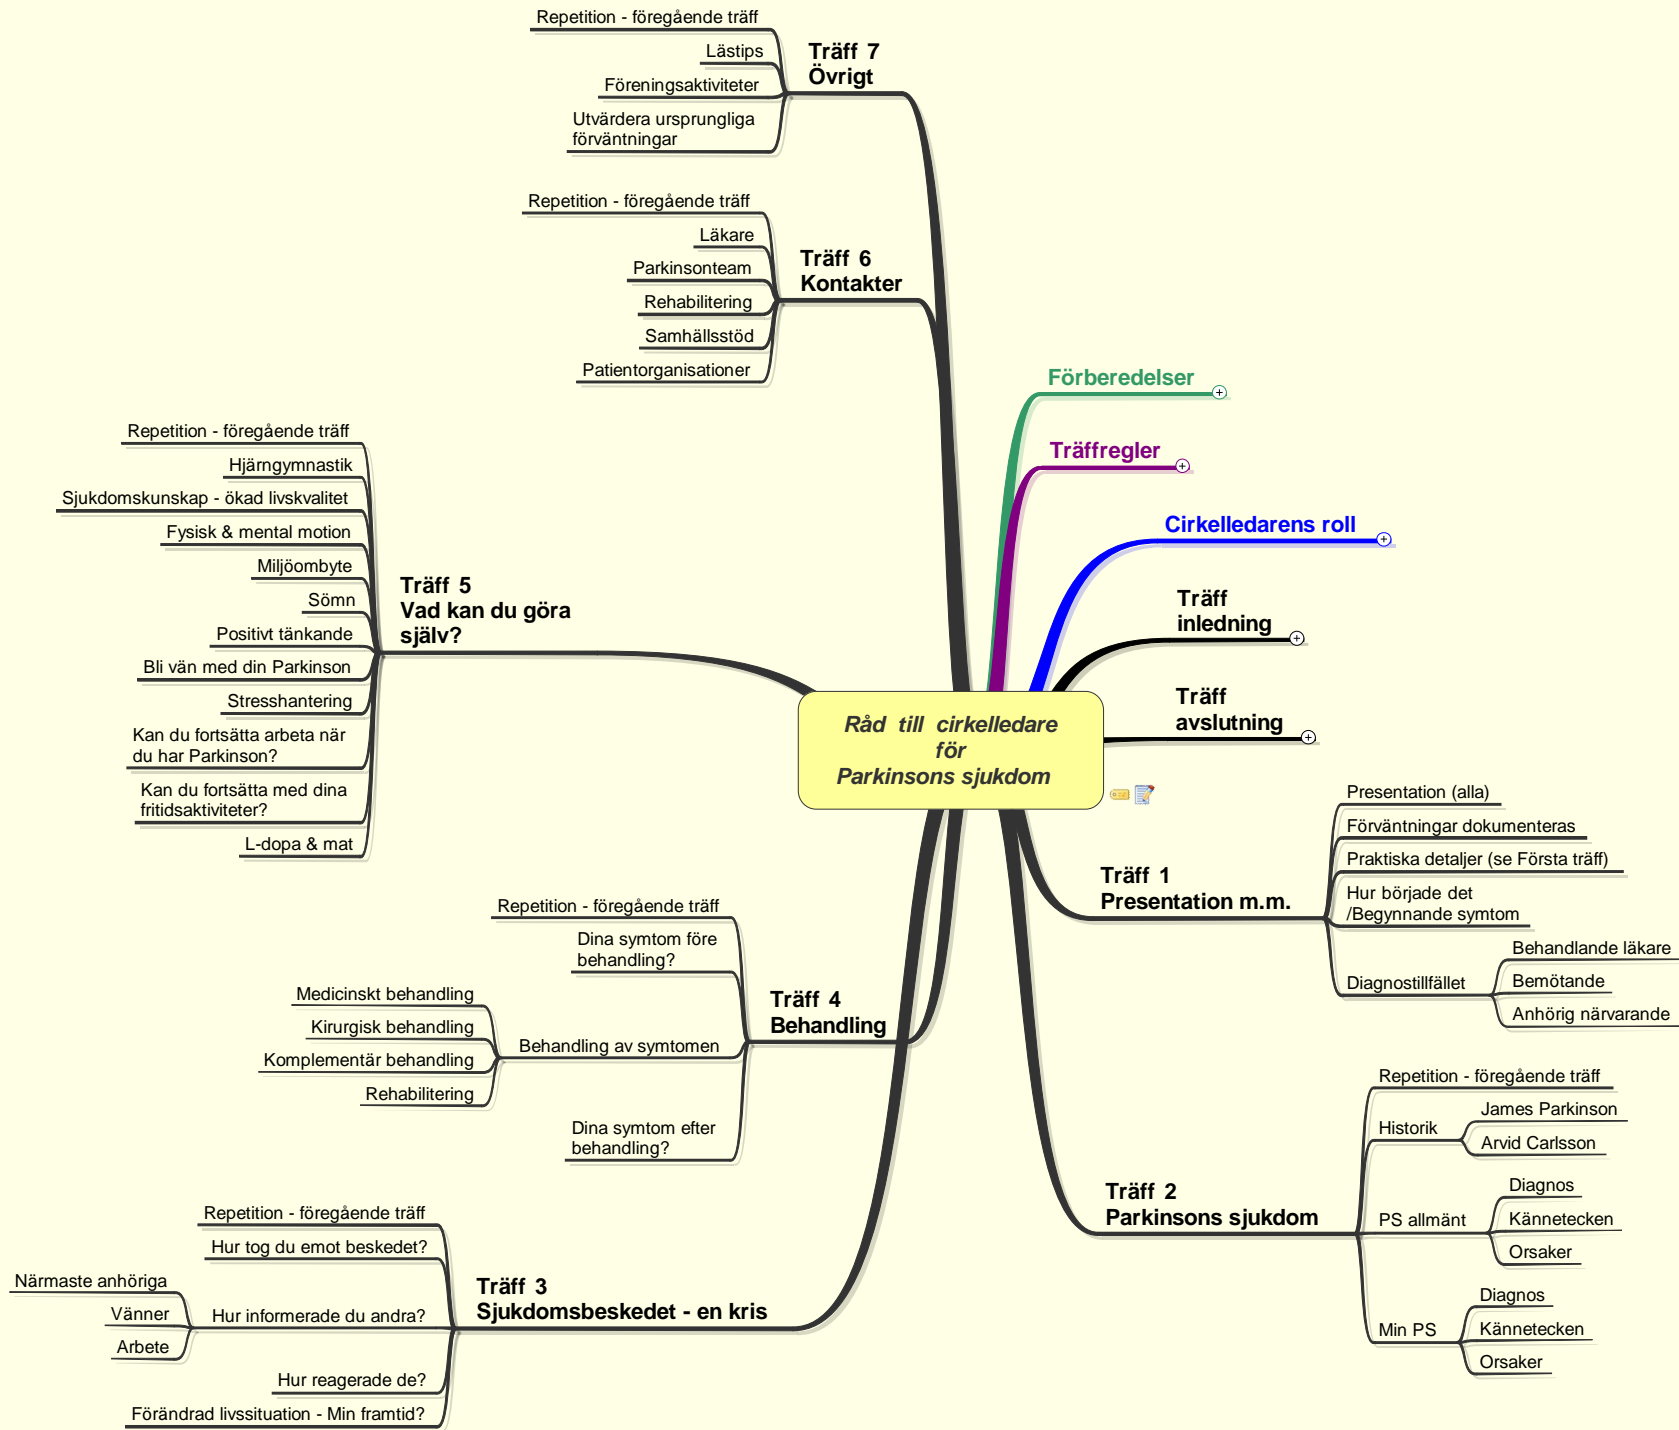 Råd till cirkelledare
för
Parkinsons sjukdom
Förberedelser
Träffregler
Cirkelledarens roll
Träff
inledning
Träff
avslutning
Träff 1
Presentation m.m.
Presentation (alla)
Förväntningar dokumenteras
Praktiska detaljer (se Första träff)
Hur började det
/Begynnande symtom
Diagnostillfället
Behandlande läkare
Bemötande
Anhörig närvarande
Träff 2
Parkinsons sjukdom
Repetition - föregående träff
Historik
James Parkinson
Arvid Carlsson
PS allmänt
Diagnos
Kännetecken
Orsaker
Min PS
Diagnos
Kännetecken
Orsaker
Träff 3
Sjukdomsbeskedet - en kris
Repetition - föregående träff
Hur tog du emot beskedet?
Hur informerade du andra?
Närmaste anhöriga
Vänner
Arbete
Hur reagerade de?
Förändrad livssituation - Min framtid?
Träff 4
Behandling
Repetition - föregående träff
Dina symtom före
behandling?
Behandling av symtomen
Medicinskt behandling
Kirurgisk behandling
Komplementär behandling
Rehabilitering
Dina symtom efter
behandling?
Träff 5
Vad kan du göra
själv?
Repetition - föregående träff
Hjärngymnastik
Sjukdomskunskap - ökad livskvalitet
Fysisk & mental motion
Miljöombyte
Sömn
Positivt tänkande
Bli vän med din Parkinson
Stresshantering
Kan du fortsätta arbeta när
du har Parkinson?
Kan du fortsätta med dina
fritidsaktiviteter?
L-dopa & mat
Träff 6
Kontakter
Repetition - föregående träff
Läkare
Parkinsonteam
Rehabilitering
Samhällsstöd
Patientorganisationer
Träff 7
Övrigt
Repetition - föregående träff
Lästips
Föreningsaktiviteter
Utvärdera ursprungliga
förväntningar